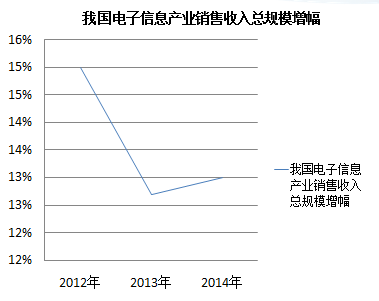 我国电子信息产业销售收入总规模增幅
16%
15%
15%
14%
14%
13%
13%
12%
12%
2012年
2013年
2014年
我国电子信息
产业销售收入
总规模增幅